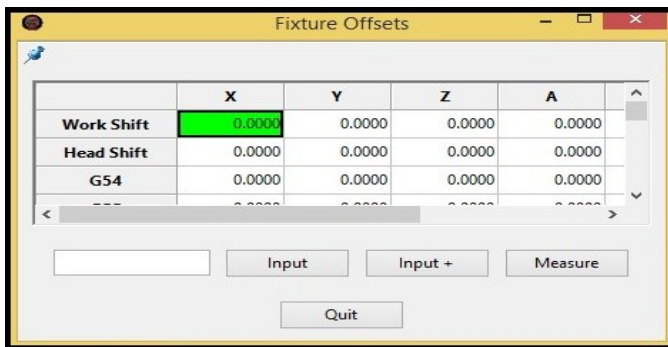 Fixture Offsets
X Y Z A
Work Shift 0.0000 0.0000 0.0000 0.0000
Head Shift 0.0000 0.0000 0.0000 0.0000
G54 0.0000 0.0000 0.0000 0.0000
Input Input + Measure
Quit